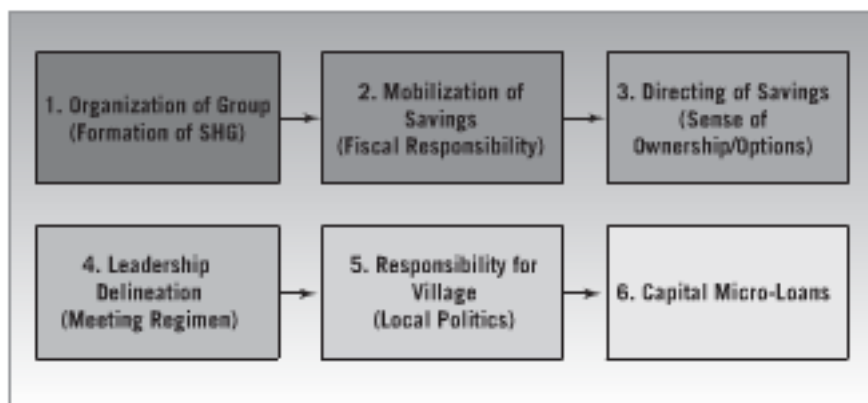 1. Organization of Group
(Formation of SHG)
2. Mobilization of
Savings
(Fiscal Responsibility)
3. Directing of Savings
(Sense of
Ownership/Options)
4. Leadership
Delineation
(Meeting Regimen)
5. Responsibility for
Village
(Local Politics)
6. Capital Micro-Loans